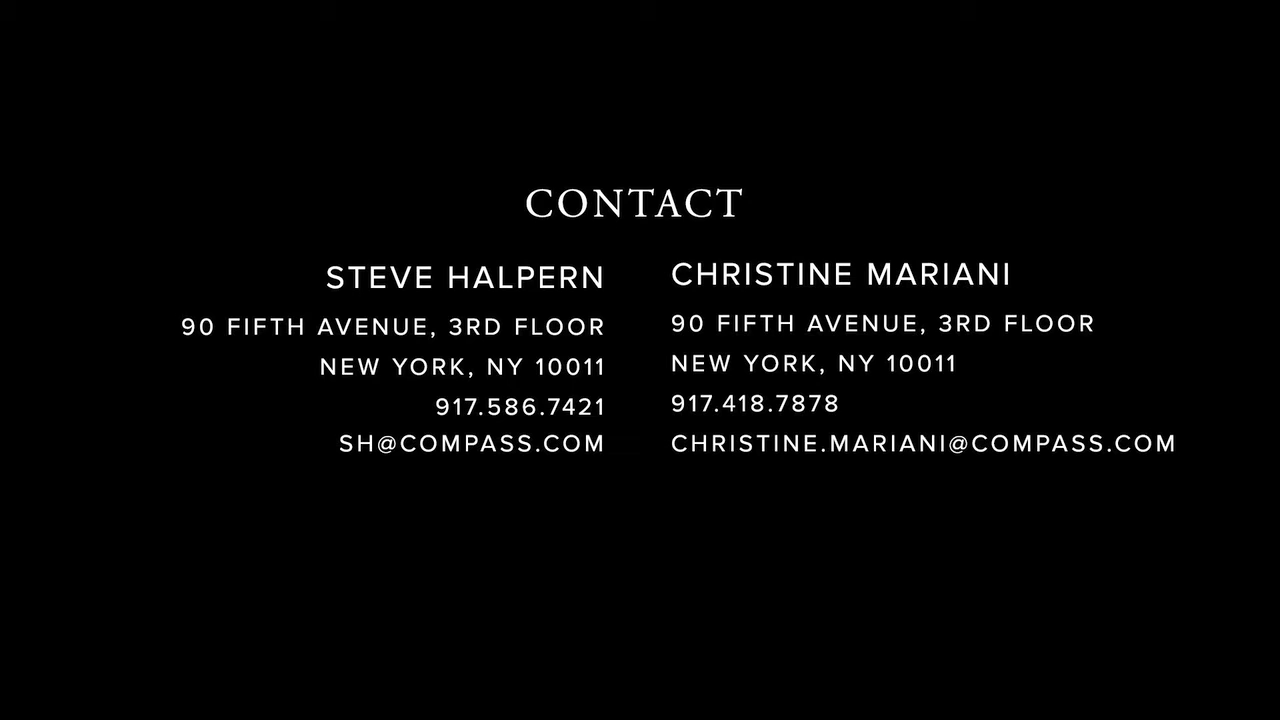 CONTACT
STEVE HALPERN
90 FIFTH AVENUE, 3RD FLOOR
NEW YORK, NY 10011
917.586.7421
SH@COMPASS.COM
CHRISTINE MARIANI
90 FIFTH AVENUE, 3RD FLOOR
NEW YORK, NY 10011
917.418.7878
CHRISTINE.MARIANI@COMPASS.COM